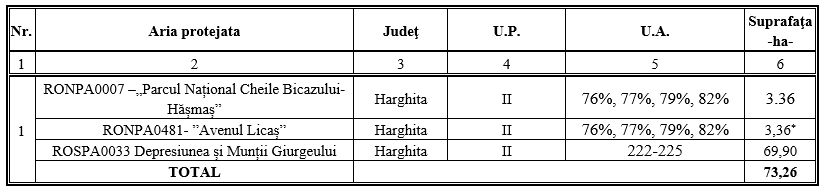 Nr. Aria protejata Judeţ U.P. U.A. Suprafaţa
-ha-
1 2 3 4 5 6
1 RONPA0007 –„Parcul Național Cheile Bicazului-
Hășmaș” Harghita II 76%, 77%, 79%, 82% 3.36
RONPA0481- ”Avenul Licaș” Harghita II 76%, 77%, 79%, 82% 3,36*
ROSPA0033 Depresiunea și Munții Giurgeului Harghita II 222-225 69,90
TOTAL 73,26